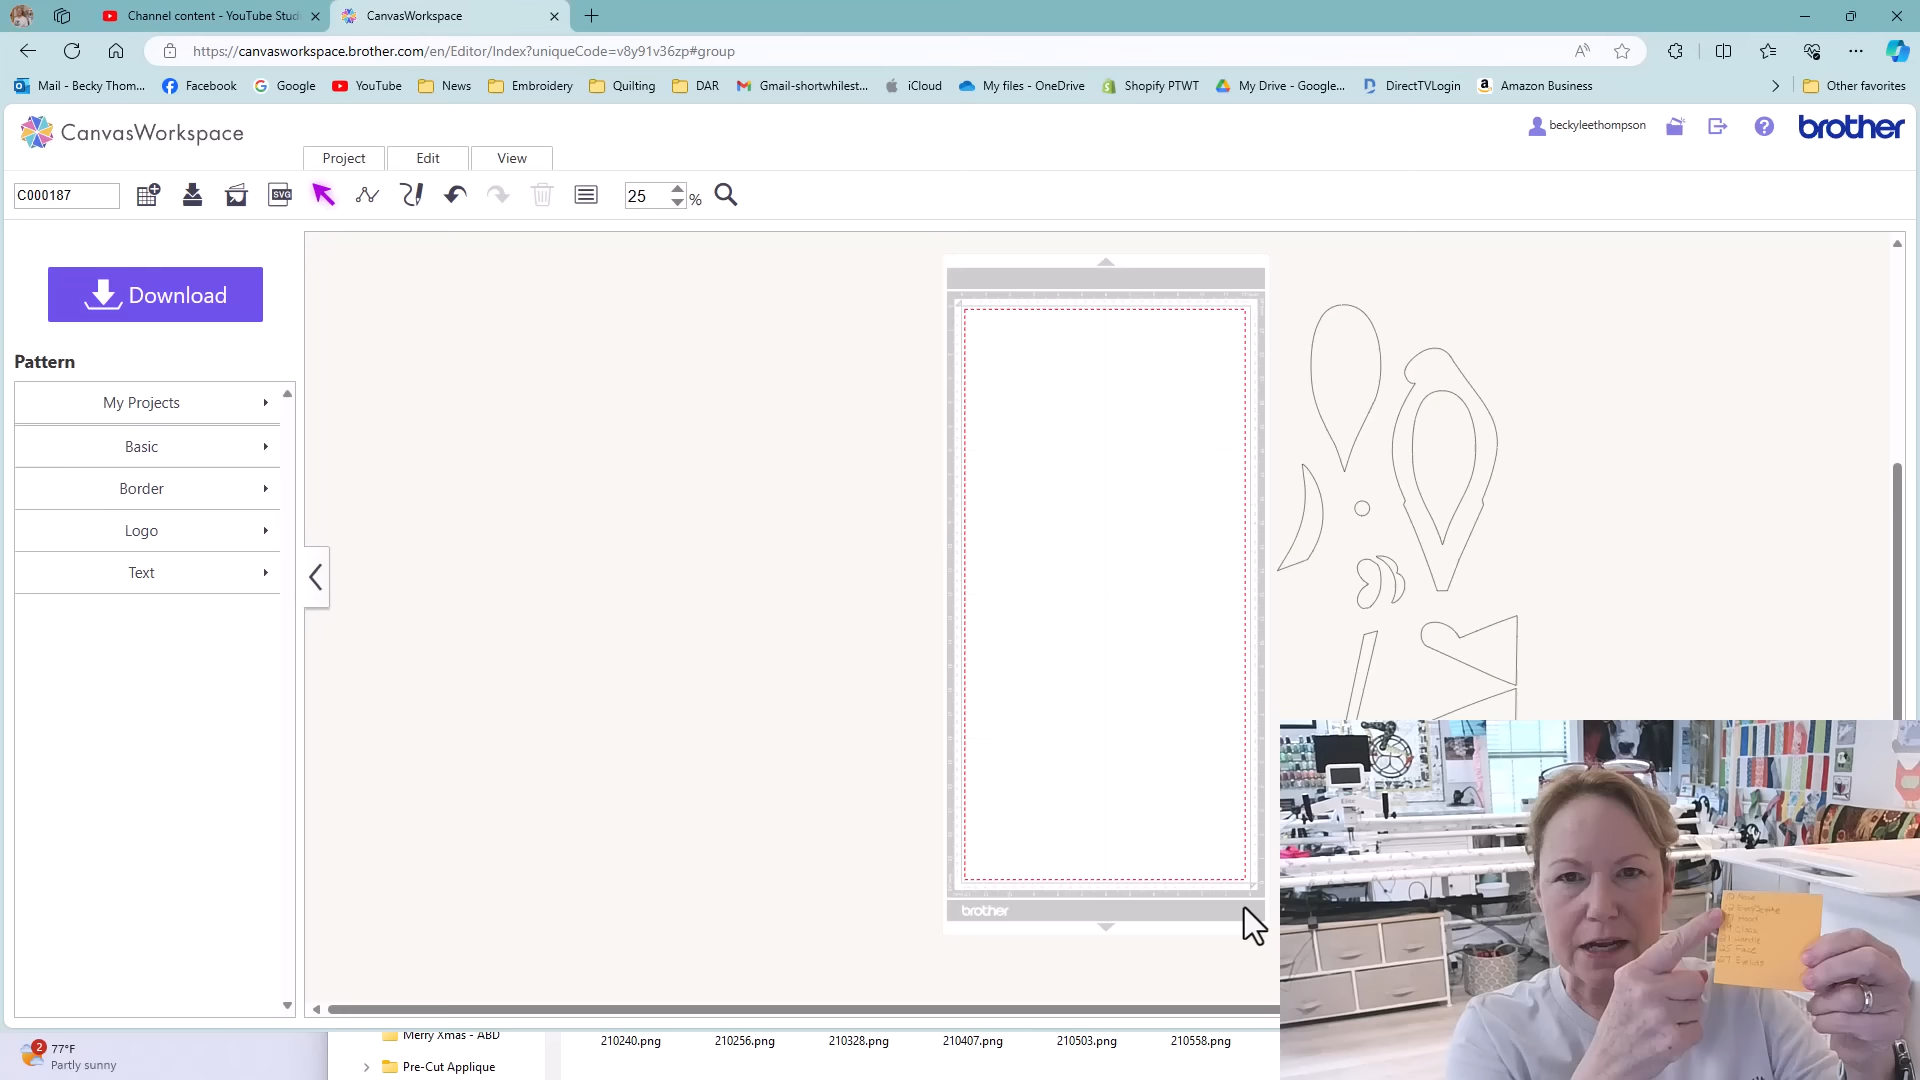 Channel content - YouTube Stud
CanvasWorkspace
https://canvasworkspace.brother.com/en/Editor/Index?uniqueCode=v8y91v36zp#group
Mail - Becky Thom...
Facebook
Google
YouTube
News
Embroidery
Quilting
DAR
Gmail-shortwhilest...
iCloud
My files - OneDrive
Shopify PTWT
My Drive - Google...
DirectTVLogin
Amazon Business
Other favorites
CanvasWorkspace
beckyleethompson
brother
Project
Edit
View
C000187
SVG
25
%
Download
Pattern
My Projects
Basic
Border
Logo
Text
brother
2
77°F
Partly sunny
Merry Xmas - ABD
Pre-Cut Applique
210240.png
210256.png
210328.png
210407.png
210503.png
210558.png